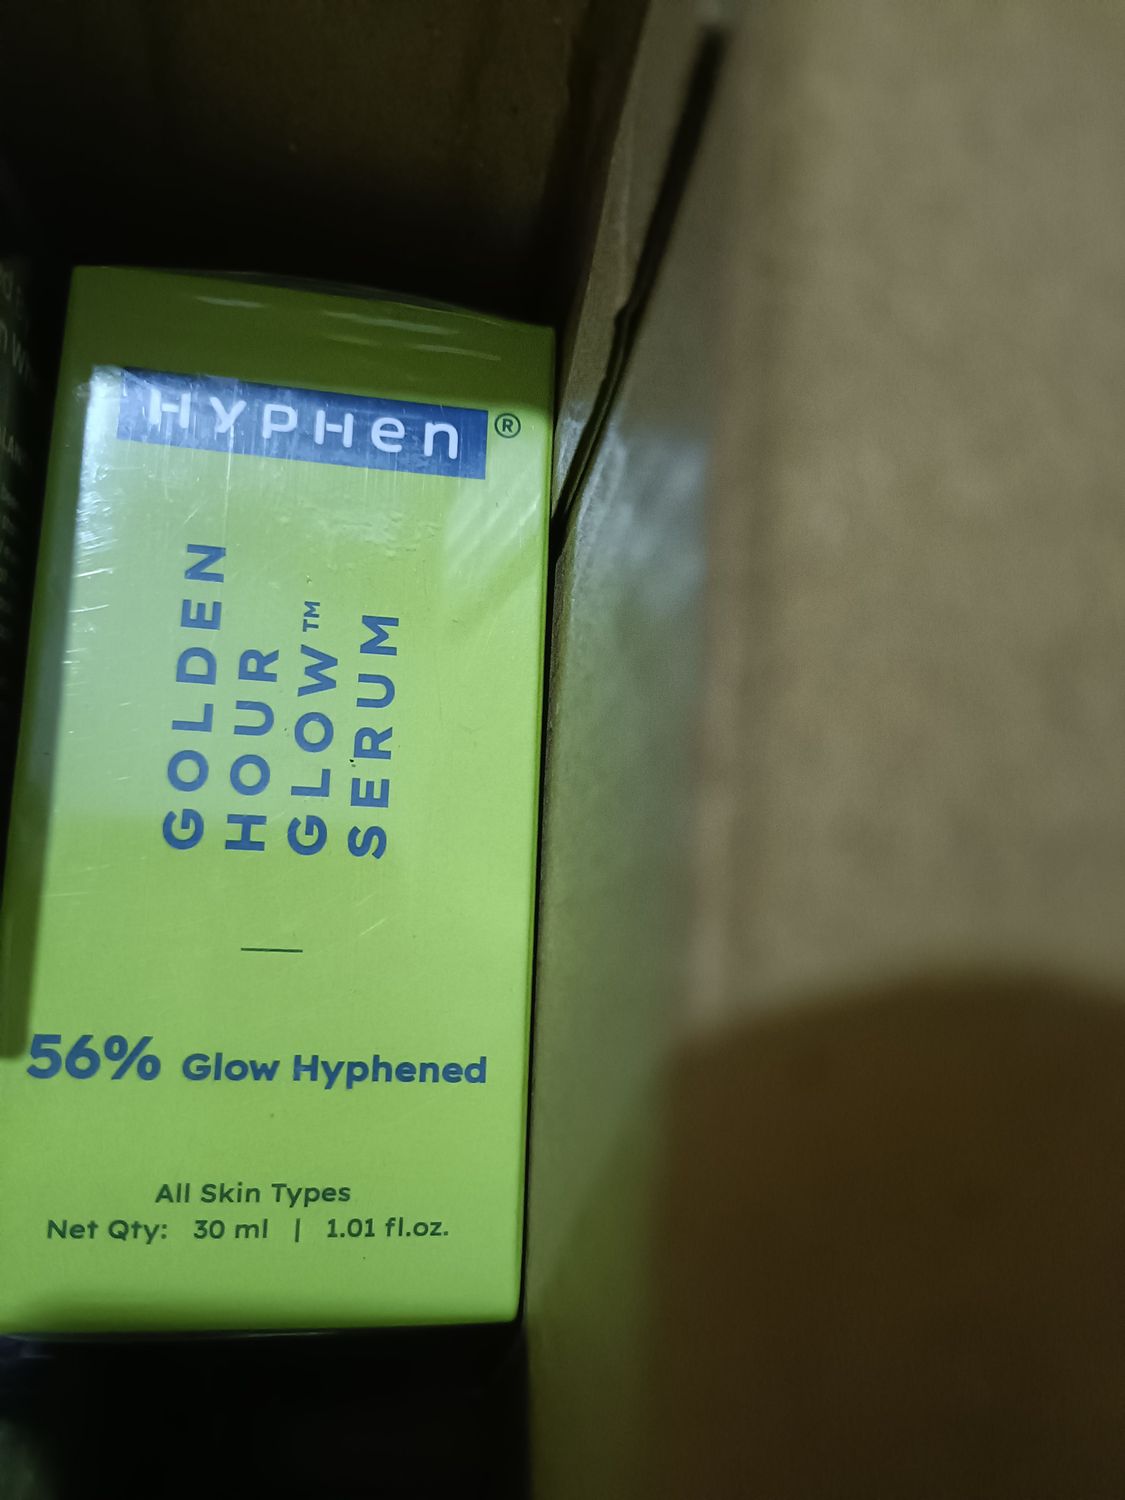 HYPHen®
GOLDEN
HOUR
GLOW™
SERUM
56% Glow Hyphened
All Skin Types
Net Qty: 30 ml | 1.01 fl.oz.